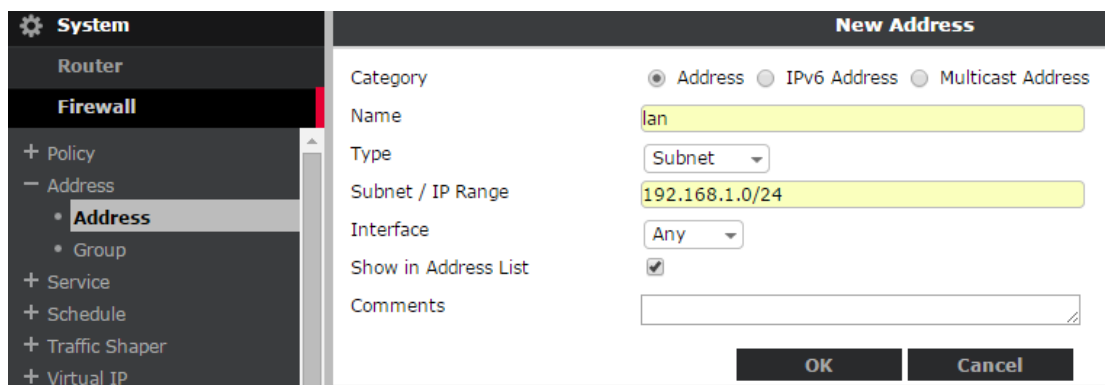 System
Router
Firewall
+ Policy
− Address
• Address
• Group
+ Service
+ Schedule
+ Traffic Shaper
+ Virtual IP
New Address
Category Address IPv6 Address Multicast Address
Name lan
Type Subnet
Subnet / IP Range 192.168.1.0/24
Interface Any
Show in Address List
Comments
OK Cancel